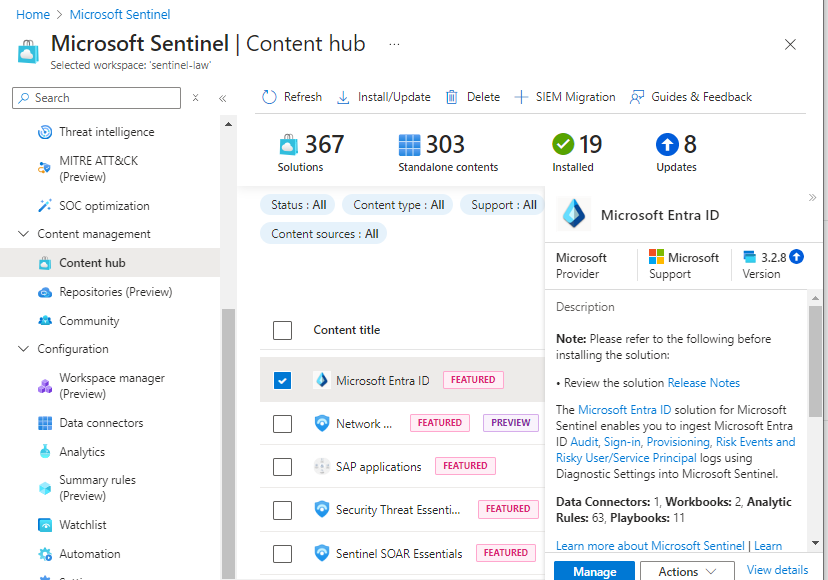 Home > Microsoft Sentinel
Microsoft Sentinel | Content hub ...
Selected workspace: 'sentinel-law'
Search
Threat intelligence
MITRE ATT&CK
(Preview)
SOC optimization
Content management
Content hub
Repositories (Preview)
Community
Configuration
Workspace manager
(Preview)
Data connectors
Analytics
Summary rules
(Preview)
Watchlist
Automation
Refresh Install/Update Delete SIEM Migration Guides & Feedback
367 303 19 8
Solutions Standalone contents Installed Updates
Status : All Content type : All Support : All
Content sources : All
Content title
Microsoft Entra ID FEATURED
Network ... FEATURED PREVIEW
SAP applications FEATURED
Security Threat Essenti... FEATURED
Sentinel SOAR Essentials FEATURED
Microsoft Entra ID
Microsoft Microsoft 3.2.8
Provider Support Version
Description
Note: Please refer to the following before
installing the solution:
• Review the solution Release Notes
The Microsoft Entra ID solution for Microsoft
Sentinel enables you to ingest Microsoft Entra
ID Audit, Sign-in, Provisioning, Risk Events and
Risky User/Service Principal logs using
Diagnostic Settings into Microsoft Sentinel.
Data Connectors: 1, Workbooks: 2, Analytic
Rules: 63, Playbooks: 11
Learn more about Microsoft Sentinel | Learn
Manage Actions View details